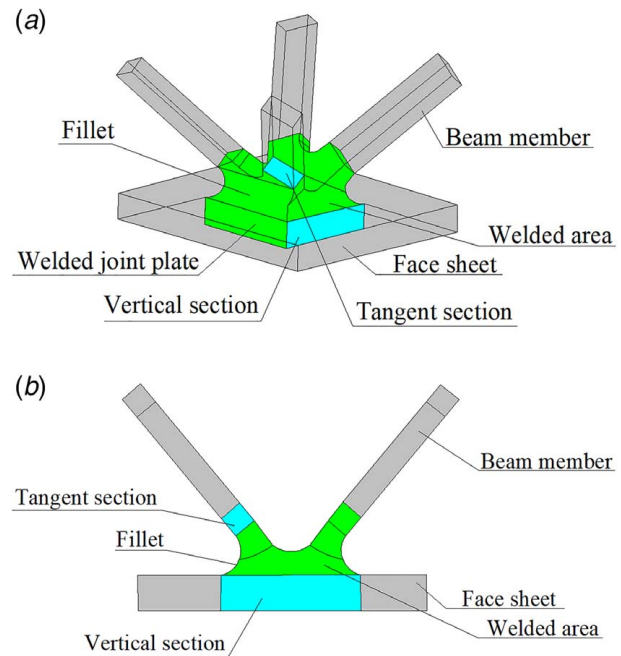 (a)
Fillet
Beam member
Welded joint plate
Welded area
Face sheet
Vertical section
Tangent section
(b)
Beam member
Tangent section
Fillet
Face sheet
Welded area
Vertical section